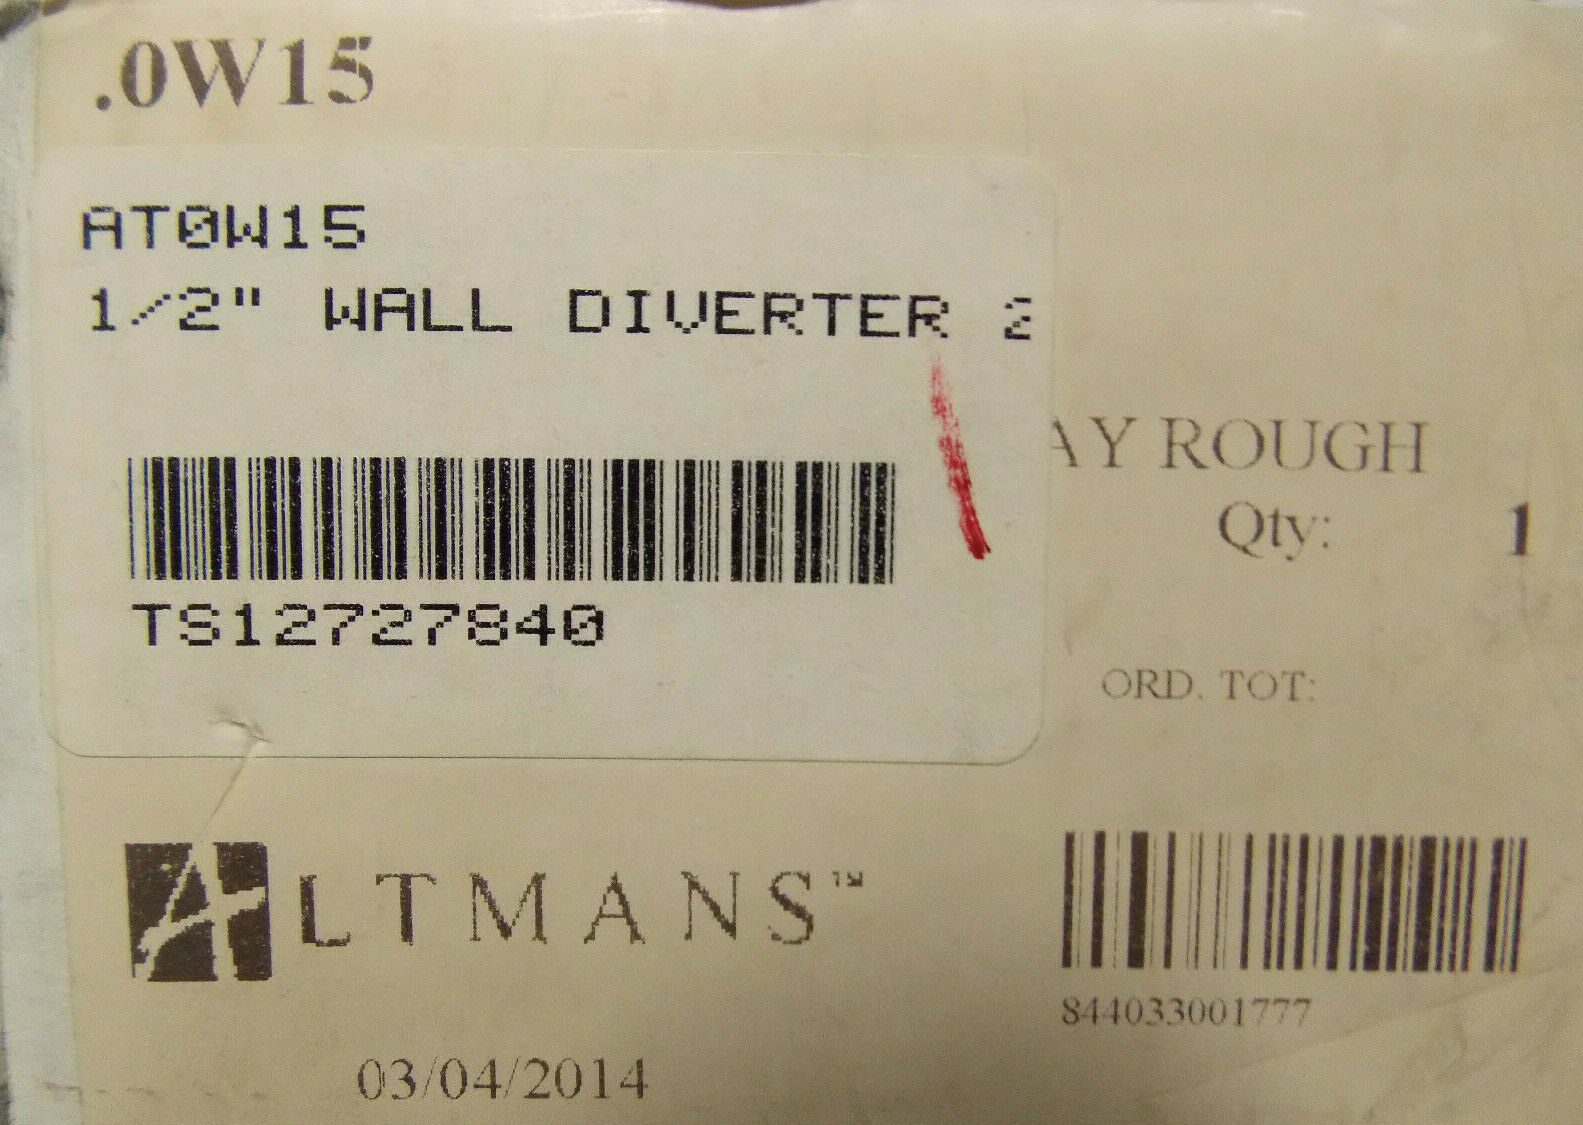 .0W15
AT0W15
1/2" WALL DIVERTER 2
AY ROUGH
Qty: 1
TS12727840
ORD. TOT:
ALTMANS™
844033001777
03/04/2014